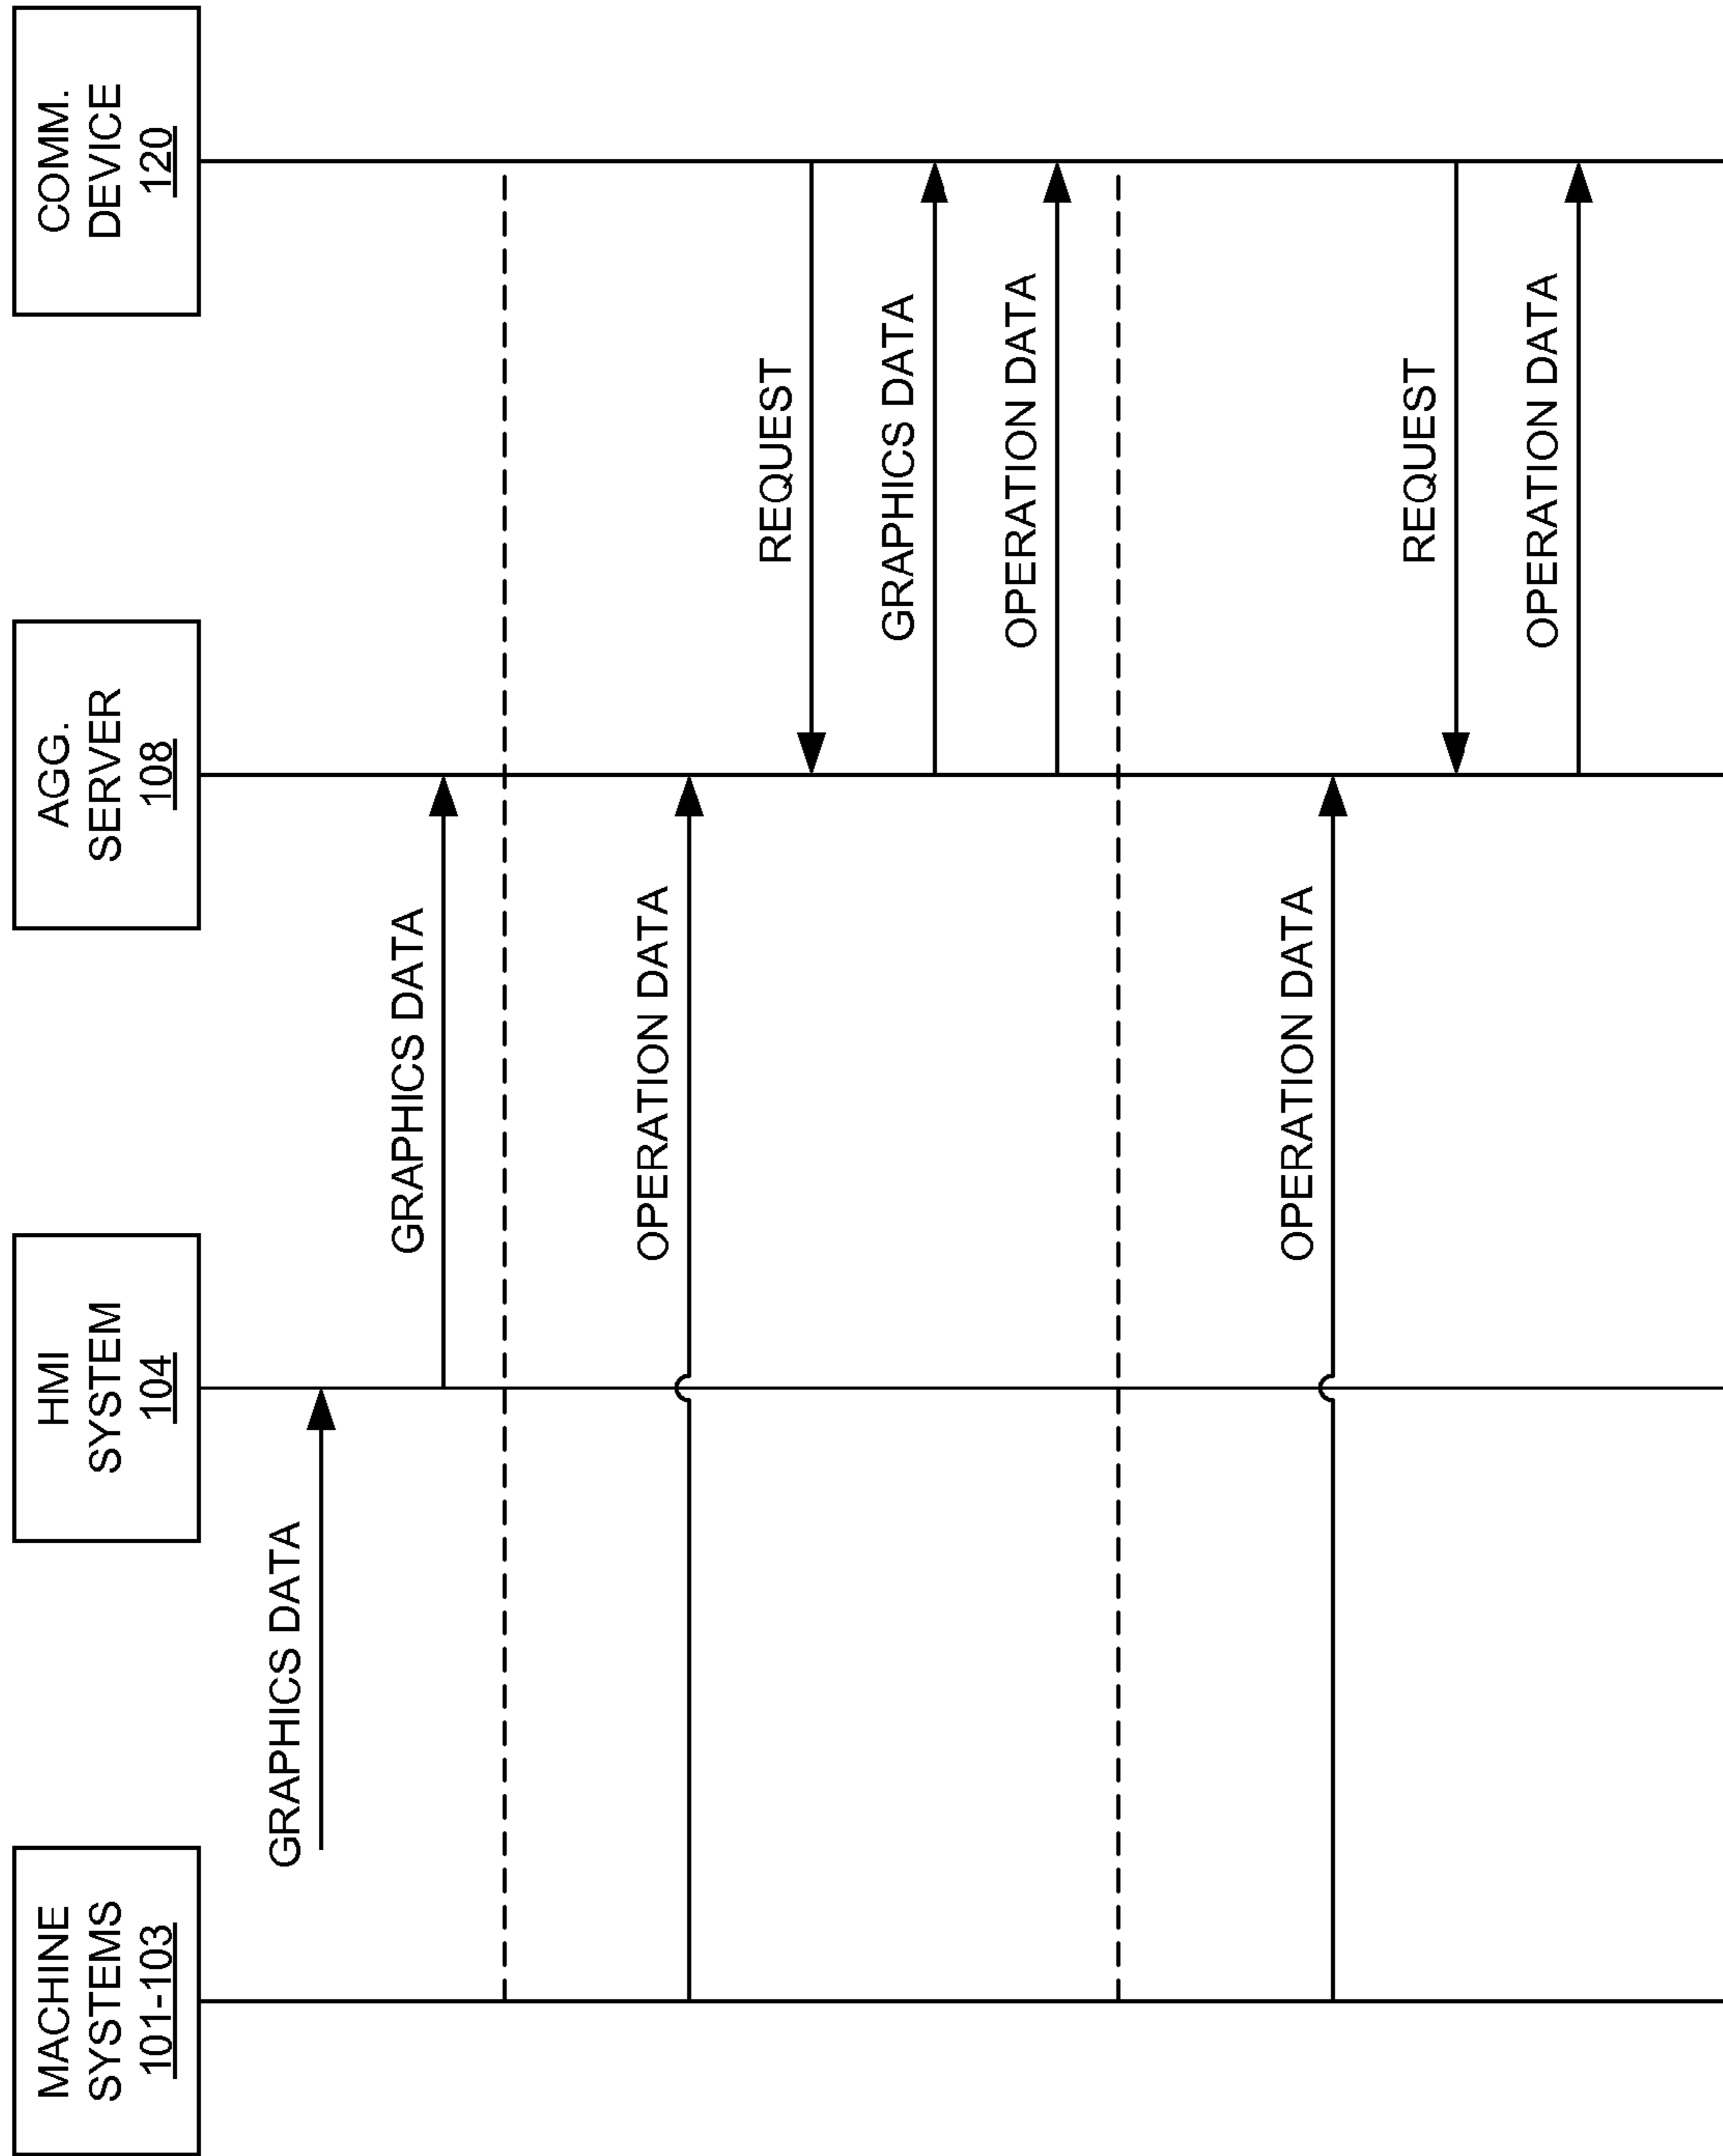 MACHINE
SYSTEMS
101-103
HMI
SYSTEM
104
AGG.
SERVER
108
COMM.
DEVICE
120
GRAPHICS DATA
GRAPHICS DATA
OPERATION DATA
REQUEST
GRAPHICS DATA
OPERATION DATA
OPERATION DATA
REQUEST
OPERATION DATA